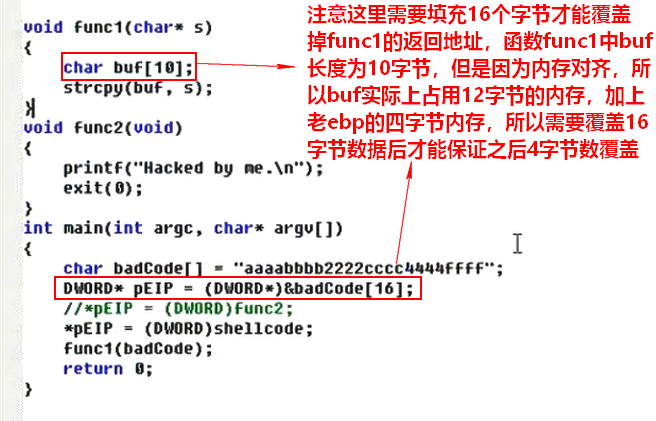 注意这里需要填充16个字节才能覆盖
掉func1的返回地址，函数func1中buf
长度为10字节，但是因为内存对齐，所
以buf实际上占用12字节的内存，加上
老ebp的四字节内存，所以需要覆盖16
字节数据后才能保证之后4字节数覆盖
void func1(char* s)
{
char buf[10];
strcpy(buf, s);
}
void func2(void)
{
printf("Hacked by me.\n");
exit(0);
}
int main(int argc, char* argv[])
{
char badCode[] = "aaaabbbb2222cccc4444ffff";
DWORD* pEIP = (DWORD*)&badCode[16];
//*pEIP = (DWORD)func2;
*pEIP = (DWORD)shellcode;
func1(badCode);
return 0;
}